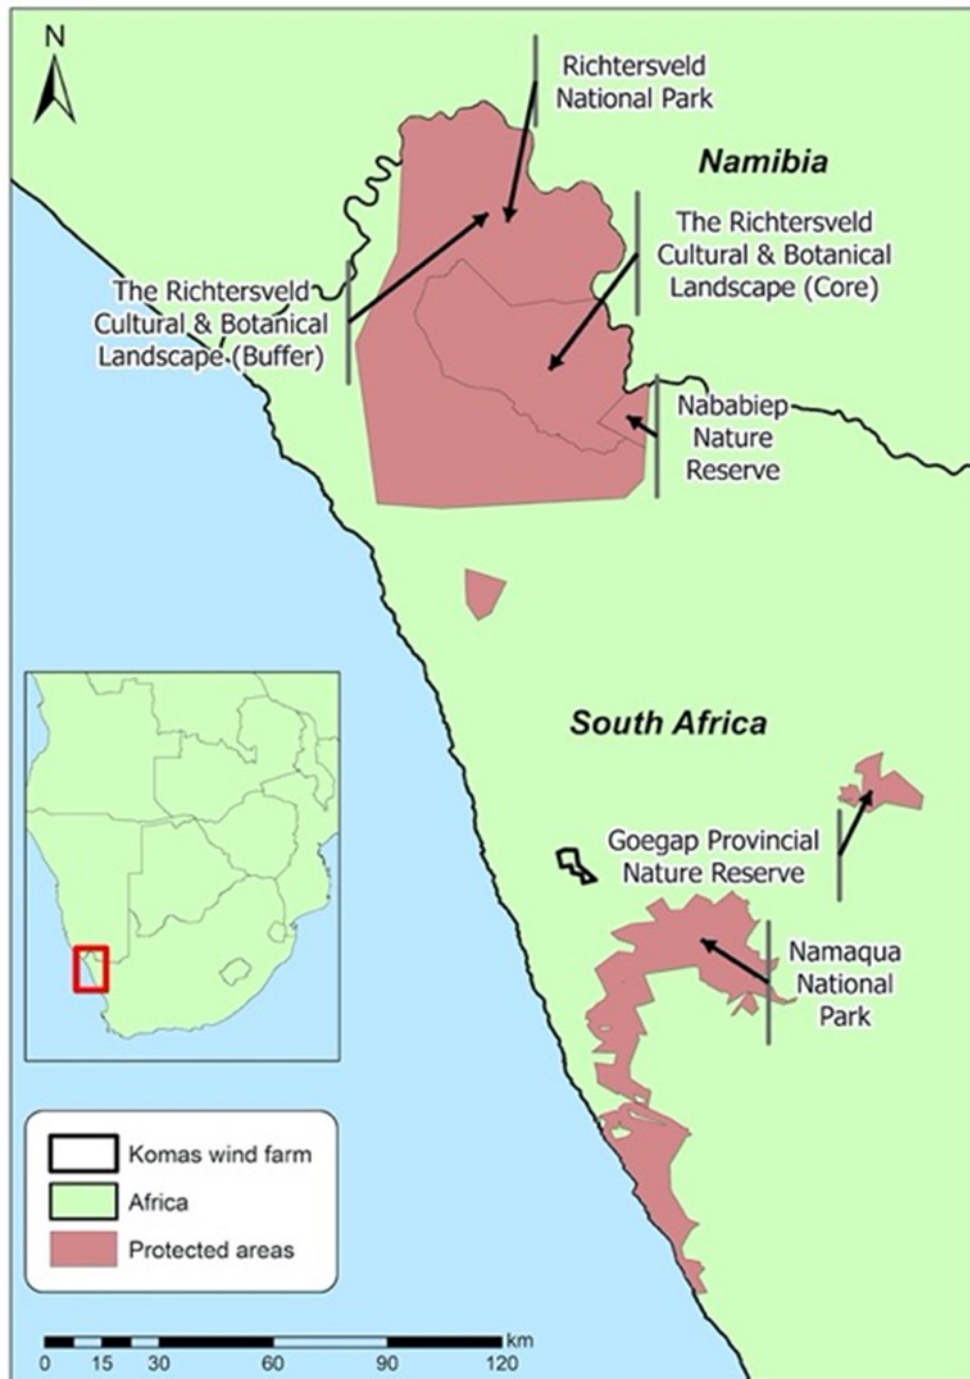 N
Richtersveld
National Park
Namibia
The Richtersveld
Cultural & Botanical
Landscape (Core)
The Richtersveld
Cultural & Botanical
Landscape (Buffer)
Nababiep
Nature
Reserve
South Africa
Goegap Provincial
Nature Reserve
Namaqua
National
Park
Komas wind farm
Africa
Protected areas
km
0 15 30 60 90 120